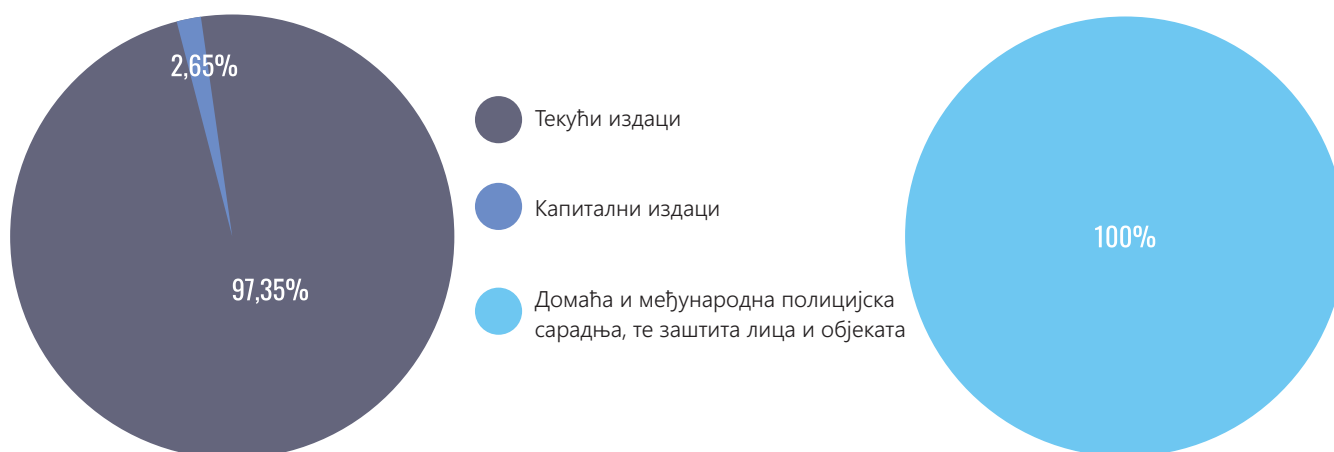 2,65%
97,35%
Текући издаци
Капитални издаци
Домаћа и међународна полицијска
сарадња, те заштита лица и објеката
100%